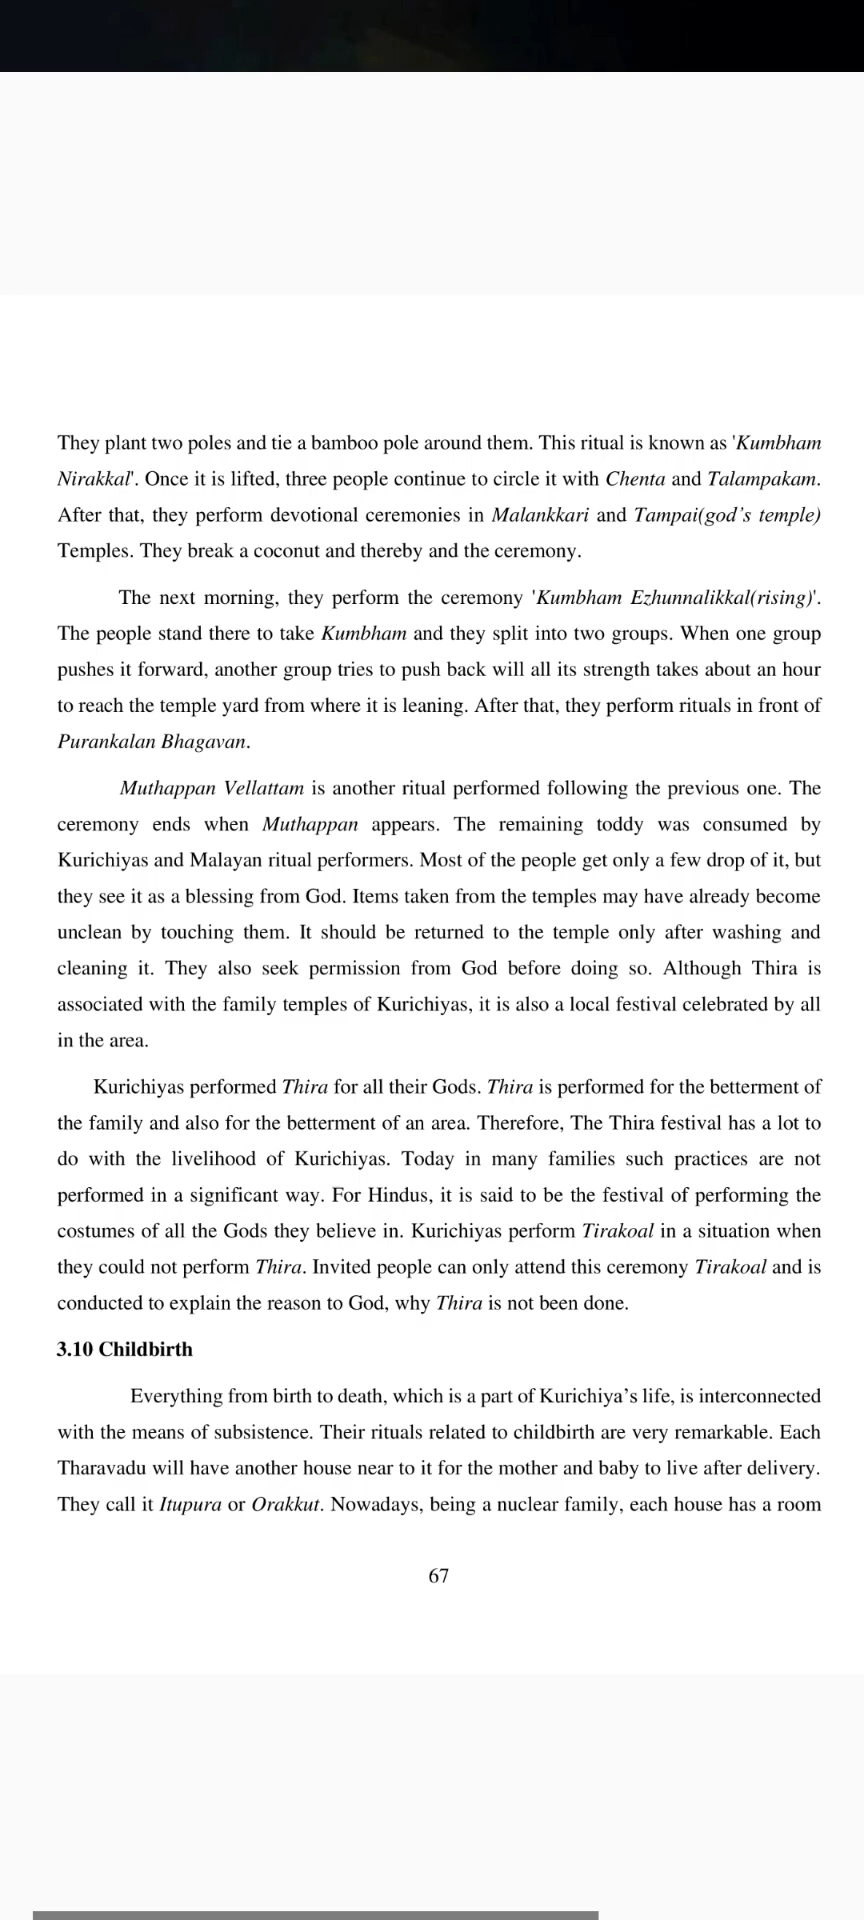 They plant two poles and tie a bamboo pole around them. This ritual is known as 'Kumbham
Nirakkal'. Once it is lifted, three people continue to circle it with Chenta and Talampakam.
After that, they perform devotional ceremonies in Malankkari and Tampai(god's temple)
Temples. They break a coconut and thereby and the ceremony.
The next morning, they perform the ceremony 'Kumbham Ezhunnalikkal(rising)'.
The people stand there to take Kumbham and they split into two groups. When one group
pushes it forward, another group tries to push back will all its strength takes about an hour
to reach the temple yard from where it is leaning. After that, they perform rituals in front of
Purankalan Bhagavan.
Muthappan Vellattam is another ritual performed following the previous one. The
ceremony ends when Muthappan appears. The remaining toddy was consumed by
Kurichiyas and Malayan ritual performers. Most of the people get only a few drop of it, but
they see it as a blessing from God. Items taken from the temples may have already become
unclean by touching them. It should be returned to the temple only after washing and
cleaning it. They also seek permission from God before doing so. Although Thira is
associated with the family temples of Kurichiyas, it is also a local festival celebrated by all
in the area.
Kurichiyas performed Thira for all their Gods. Thira is performed for the betterment of
the family and also for the betterment of an area. Therefore, The Thira festival has a lot to
do with the livelihood of Kurichiyas. Today in many families such practices are not
performed in a significant way. For Hindus, it is said to be the festival of performing the
costumes of all the Gods they believe in. Kurichiyas perform Tirakoal in a situation when
they could not perform Thira. Invited people can only attend this ceremony Tirakoal and is
conducted to explain the reason to God, why Thira is not been done.
3.10 Childbirth
Everything from birth to death, which is a part of Kurichiya's life, is interconnected
with the means of subsistence. Their rituals related to childbirth are very remarkable. Each
Tharavadu will have another house near to it for the mother and baby to live after delivery.
They call it Itupura or Orakkut. Nowadays, being a nuclear family, each house has a room
67